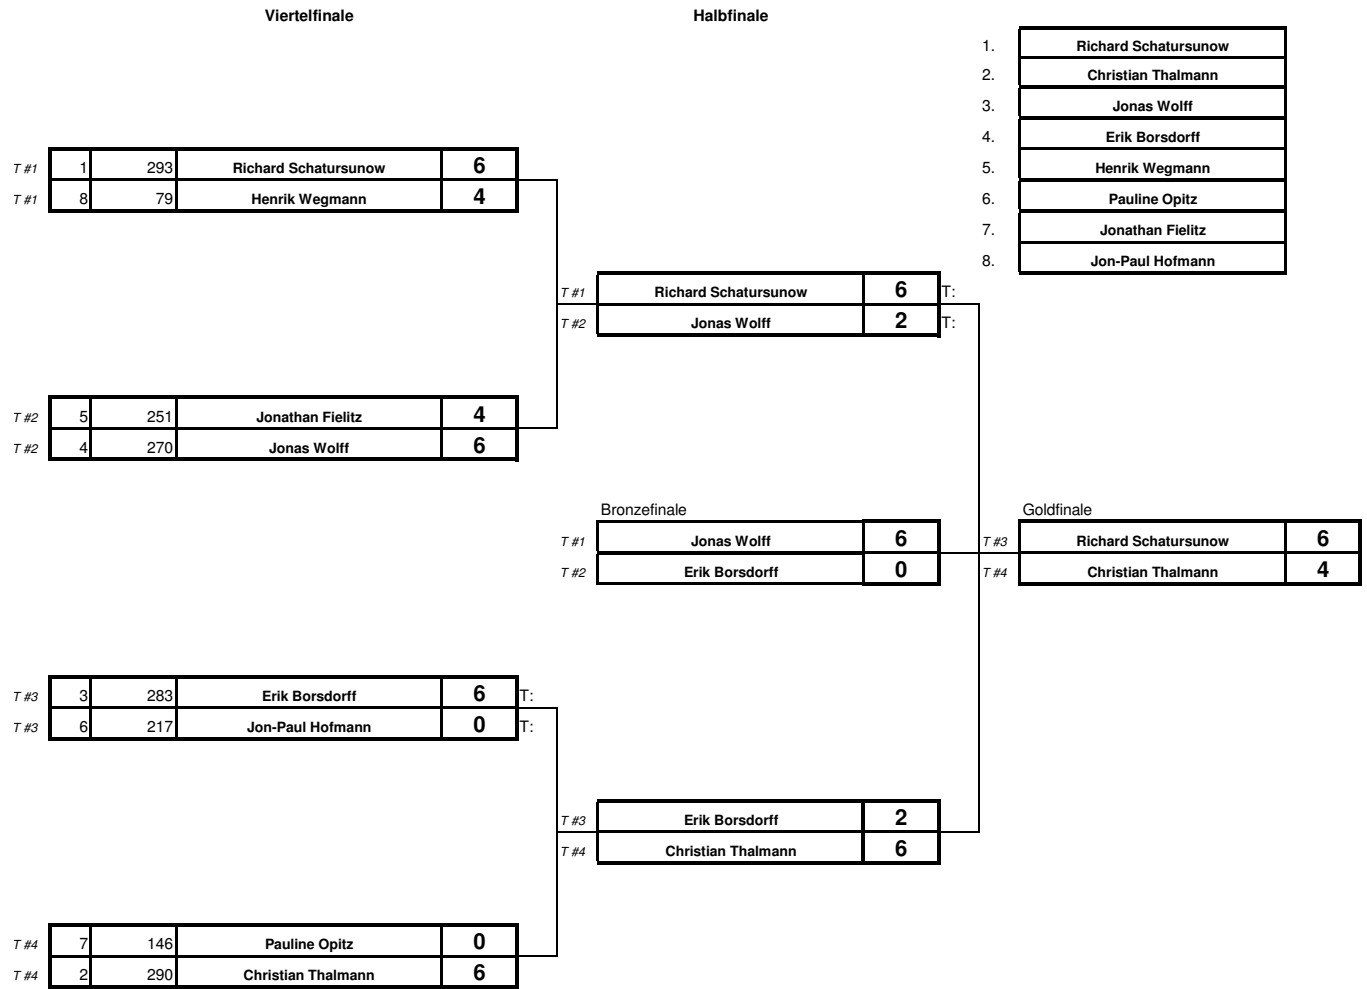 Viertelfinale Halbfinale
1. Richard Schatursunow
2. Christian Thalmann
3. Jonas Wolff
4. Erik Borsdorff
T #1 1 293 Richard Schatursunow 6 5. Henrik Wegmann
T #1 8 79 Henrik Wegmann 4 6. Pauline Opitz
7. Jonathan Fielitz
8. Jon-Paul Hofmann
T #1 Richard Schatursunow 6 T:
T #2 Jonas Wolff 2 T:
T #2 5 251 Jonathan Fielitz 4
T #2 4 270 Jonas Wolff 6
Bronzefinale Goldfinale
T #1 Jonas Wolff 6 T #3 Richard Schatursunow 6
T #2 Erik Borsdorff 0 T #4 Christian Thalmann 4
T #3 3 283 Erik Borsdorff 6 T:
T #3 6 217 Jon-Paul Hofmann 0 T:
T #3 Erik Borsdorff 2
T #4 Christian Thalmann 6
T #4 7 146 Pauline Opitz 0
T #4 2 290 Christian Thalmann 6